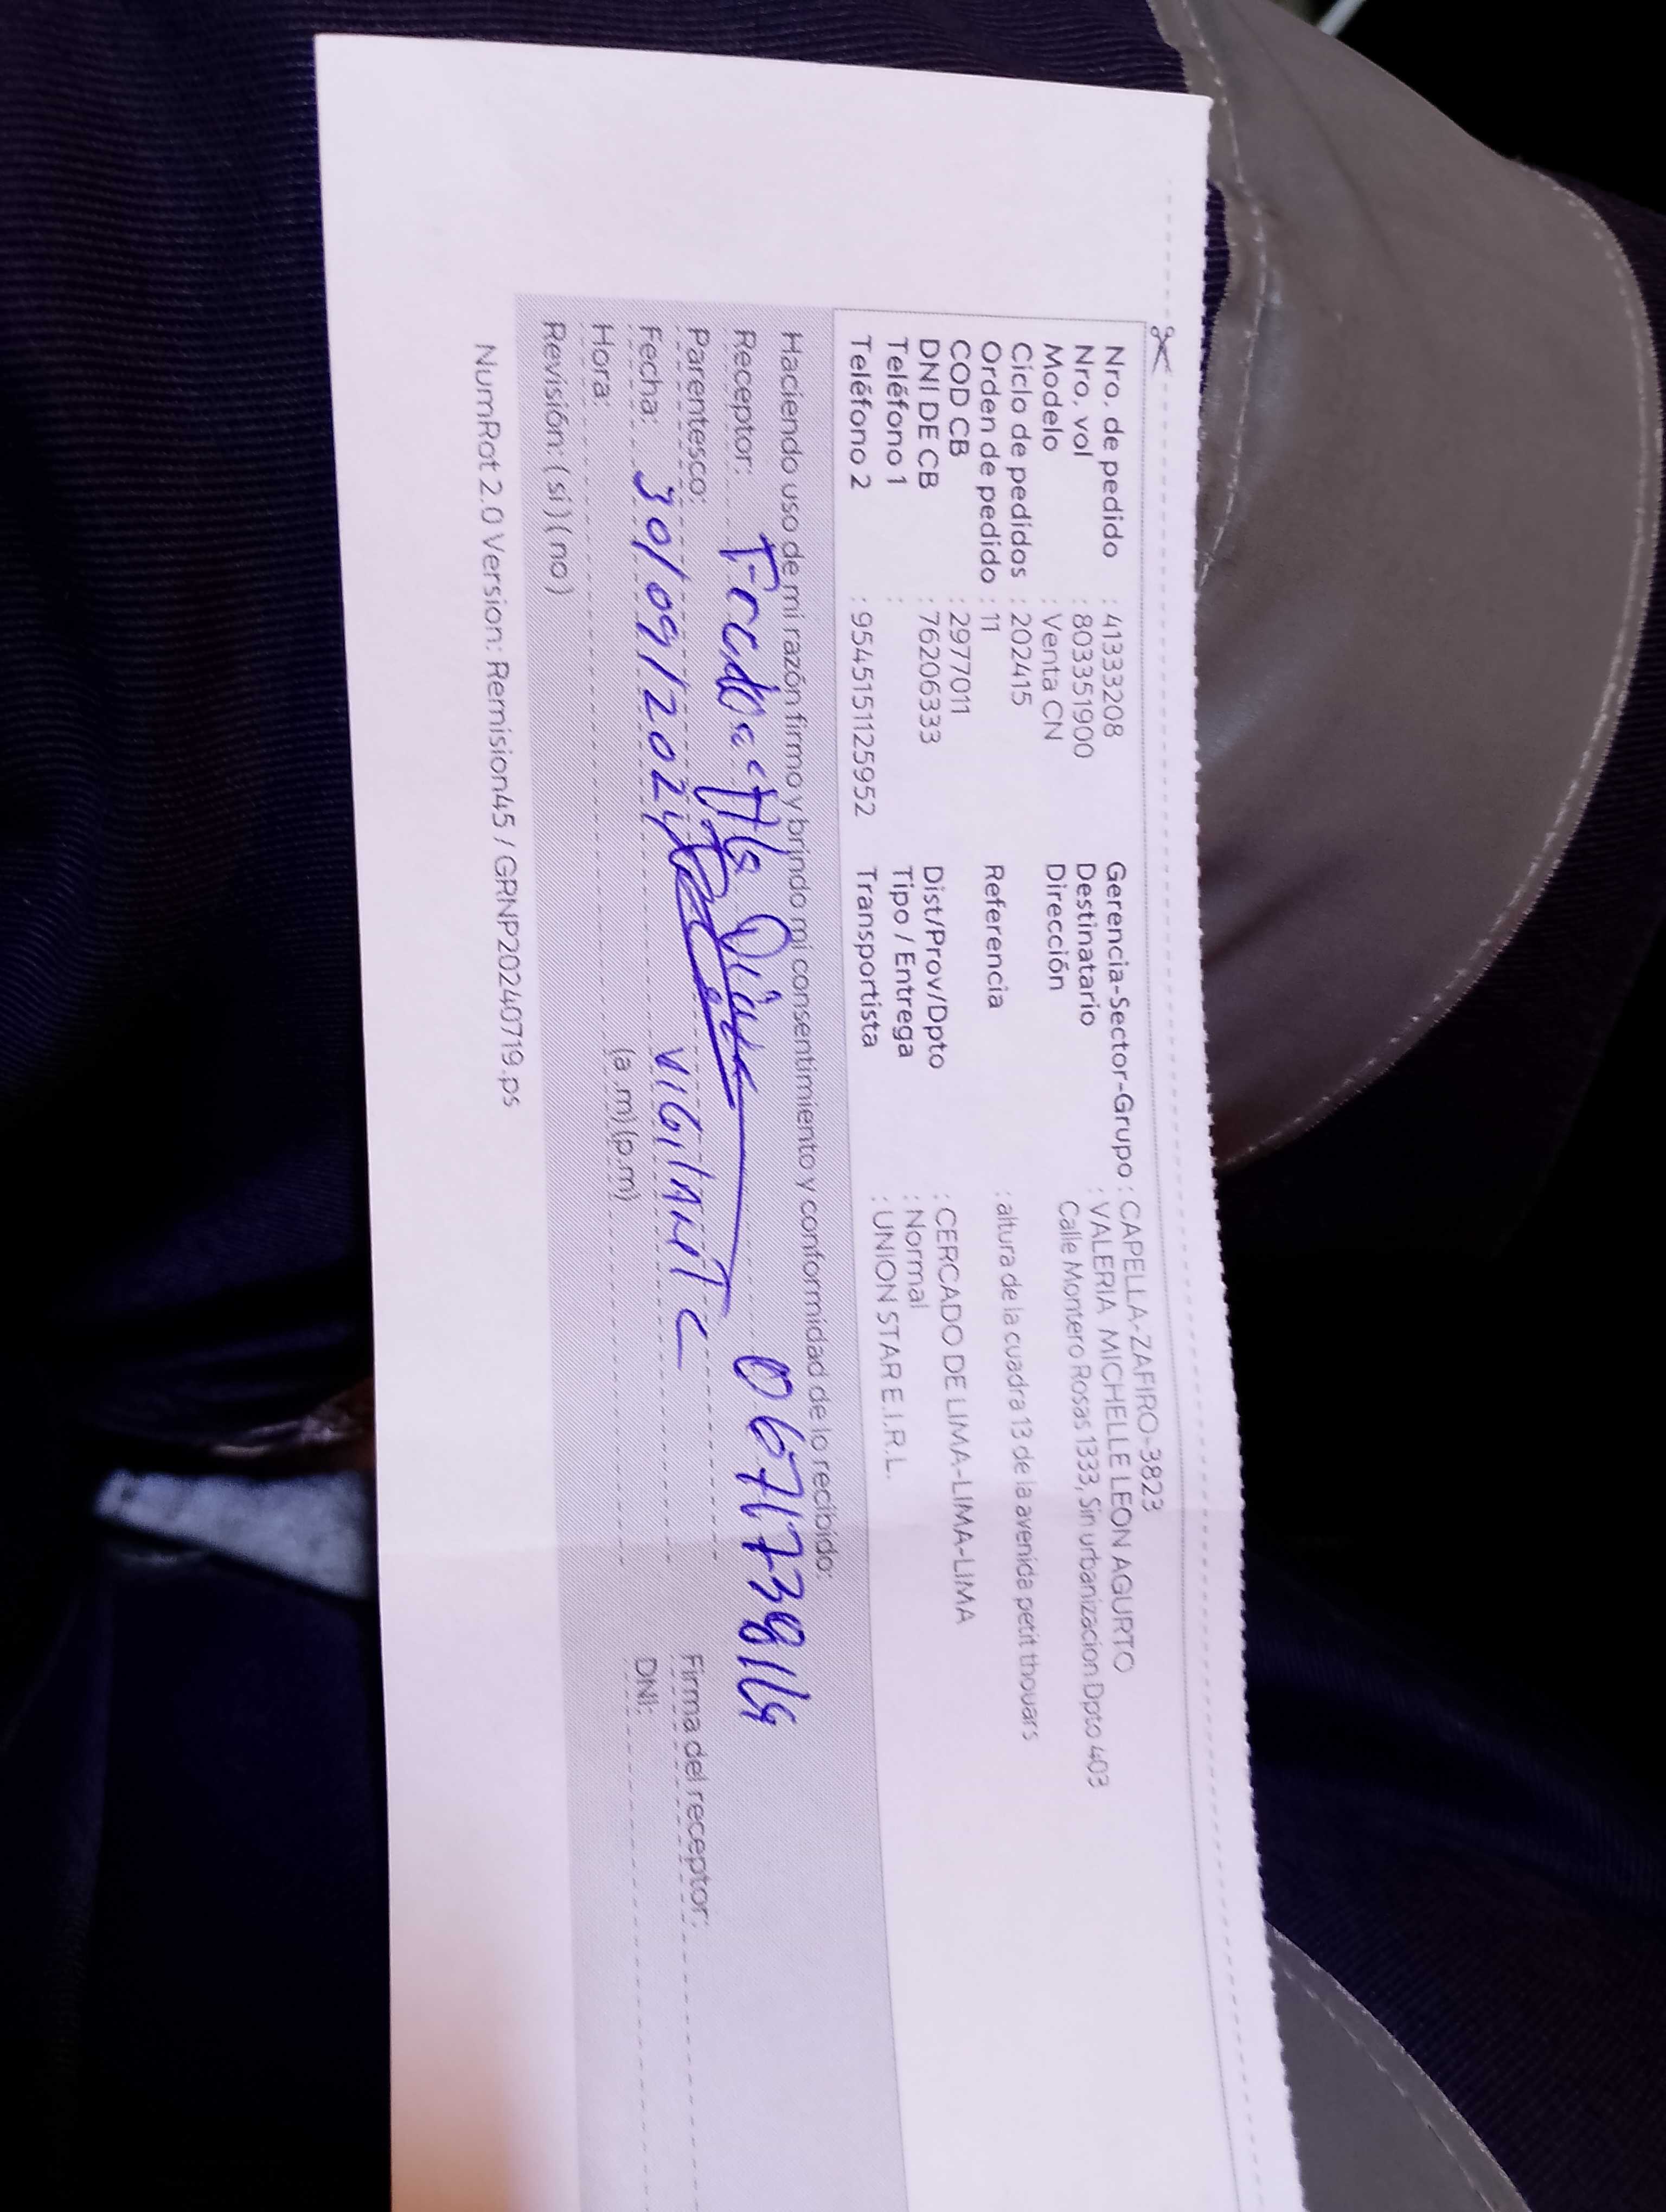 Nro. de pedido : 41333208 Gerencia-Sector-Grupo : CAPELLA-ZAFIRO-3823
Nro. vol : 803351900 Destinatario : VALERIA MICHELLE LEON AGURTO
Modelo : Venta CN Dirección Calle Montero Rosas 1333, Sin urbanizacion Dpto 403
Ciclo de pedidos : 202415
Orden de pedido : 11 Referencia : altura de la cuadra 13 de la avenida petit thouars
COD CB : 2977011
DNI DE CB : 76206333 Dist/Prov/Dpto : CERCADO DE LIMA-LIMA-LIMA
Teléfono 1 : Tipo / Entrega : Normal
Teléfono 2 : 954515112 5952 Transportista : UNION STAR E.I.R.L.
Haciendo uso de mi razón firmo y brindo mi consentimiento y conformidad de lo recibido:
Receptor:
Parentesco: VIGILANTE Firma del receptor:
Fecha: 30/09/2024 DNI:
Hora: (a .m) (p.m)
Revisión: ( si ) ( no )
NumRot 2.0 Version: Remision45 / GRNP20240719.ps